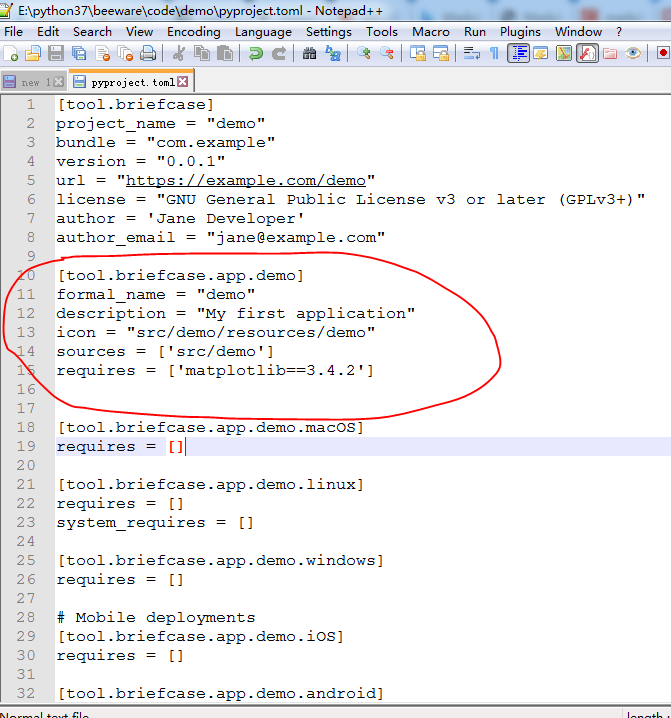 E:\python37\beeware\code\demo\pyproject.toml - Notepad++
File Edit Search View Encoding Language Settings Tools Macro Run Plugins Window ?
new 1 pyproject.toml
1 [tool.briefcase]
2 project_name = "demo"
3 bundle = "com.example"
4 version = "0.0.1"
5 url = "https://example.com/demo"
6 license = "GNU General Public License v3 or later (GPLv3+)"
7 author = 'Jane Developer'
8 author_email = "jane@example.com"
9
10 [tool.briefcase.app.demo]
11 formal_name = "demo"
12 description = "My first application"
13 icon = "src/demo/resources/demo"
14 sources = ['src/demo']
15 requires = ['matplotlib==3.4.2']
16
17
18 [tool.briefcase.app.demo.macOS]
19 requires = []
20
21 [tool.briefcase.app.demo.linux]
22 requires = []
23 system_requires = []
24
25 [tool.briefcase.app.demo.windows]
26 requires = []
27
28 # Mobile deployments
29 [tool.briefcase.app.demo.iOS]
30 requires = []
31
32 [tool.briefcase.app.demo.android]
Normal text file length :